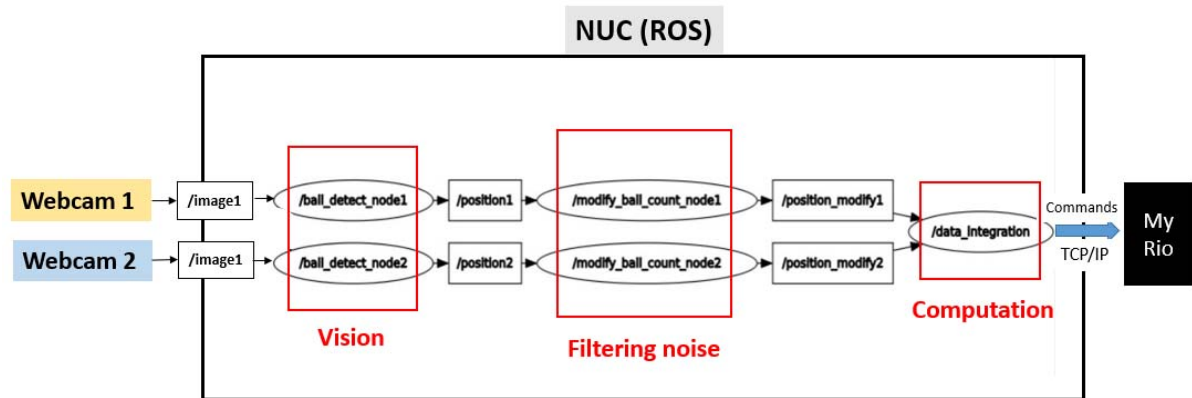 NUC (ROS)
Webcam 1
/image1
/ball_detect_node1
/position1
/modify_ball_count_node1
/position_modify1
Webcam 2
/image1
/ball_detect_node2
/position2
/modify_ball_count_node2
/position_modify2
/data_integration
Commands
TCP/IP
My
Rio
Vision
Filtering noise
Computation